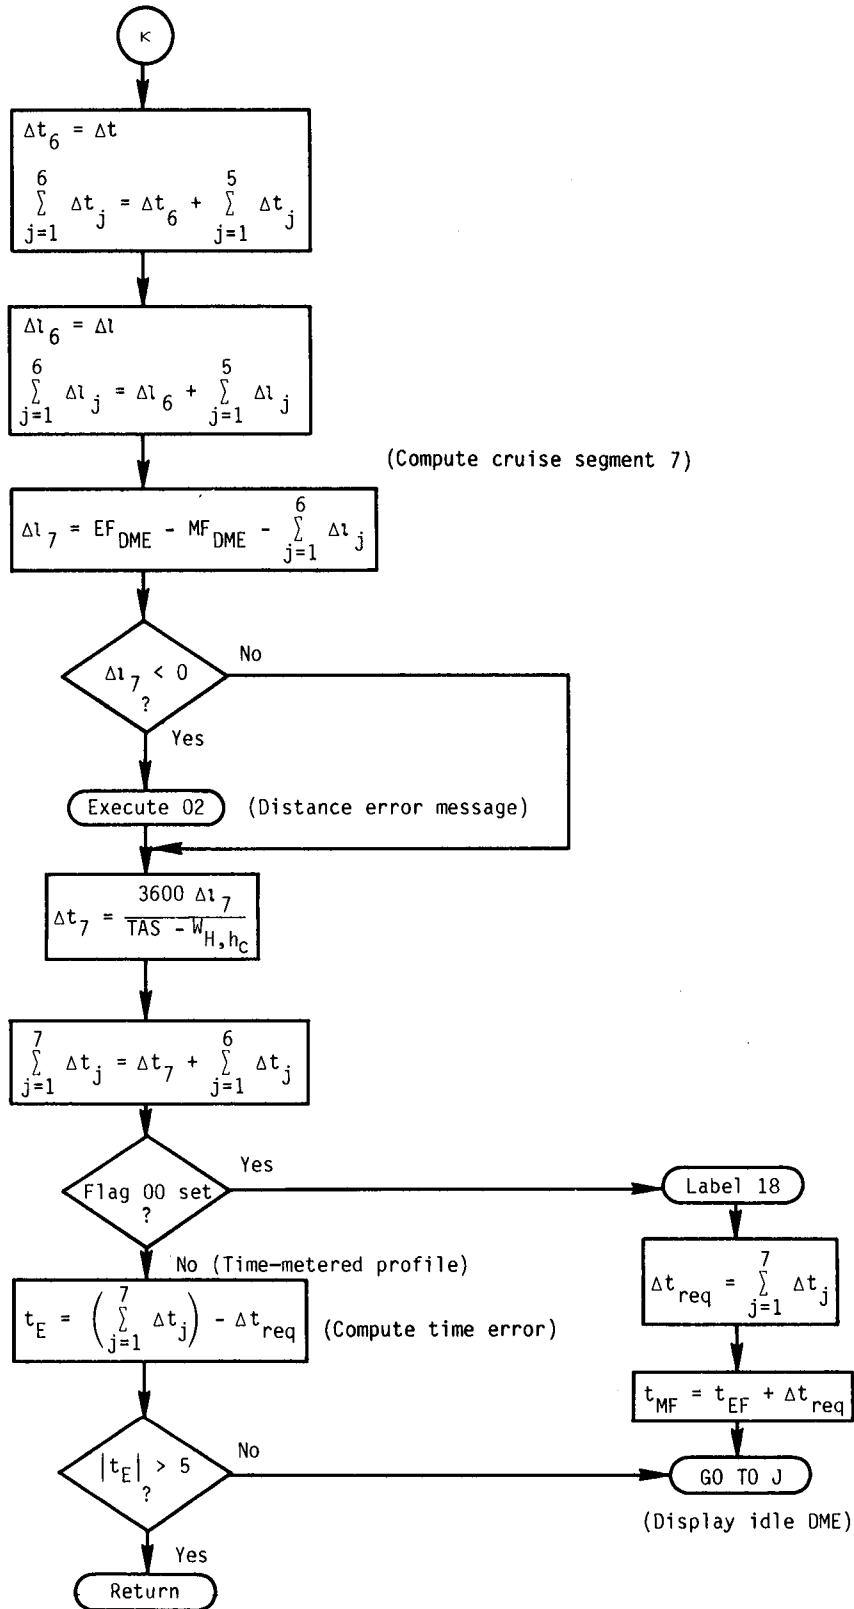 K
Δt6 = Δt
6 5
∑ Δtj = Δt6 + ∑ Δtj
j=1 j=1
Δl6 = Δl
6 5
∑ Δlj = Δl6 + ∑ Δlj
j=1 j=1
(Compute cruise segment 7)
6
Δl7 = EFDME - MFDME - ∑ Δlj
j=1
Δl7 < 0
?
No
Yes
Execute 02 (Distance error message)
3600 Δl7
Δt7 =
TAS - WH,hc
7 6
∑ Δtj = Δt7 + ∑ Δtj
j=1 j=1
Flag 00 set
?
Yes
Label 18
No (Time-metered profile)
7
Δtreq = ∑ Δtj
j=1
7
tE = (∑ Δtj) - Δtreq (Compute time error)
j=1
tMF = tEF + Δtreq
|tE| > 5
?
No
GO TO J
(Display idle DME)
Yes
Return